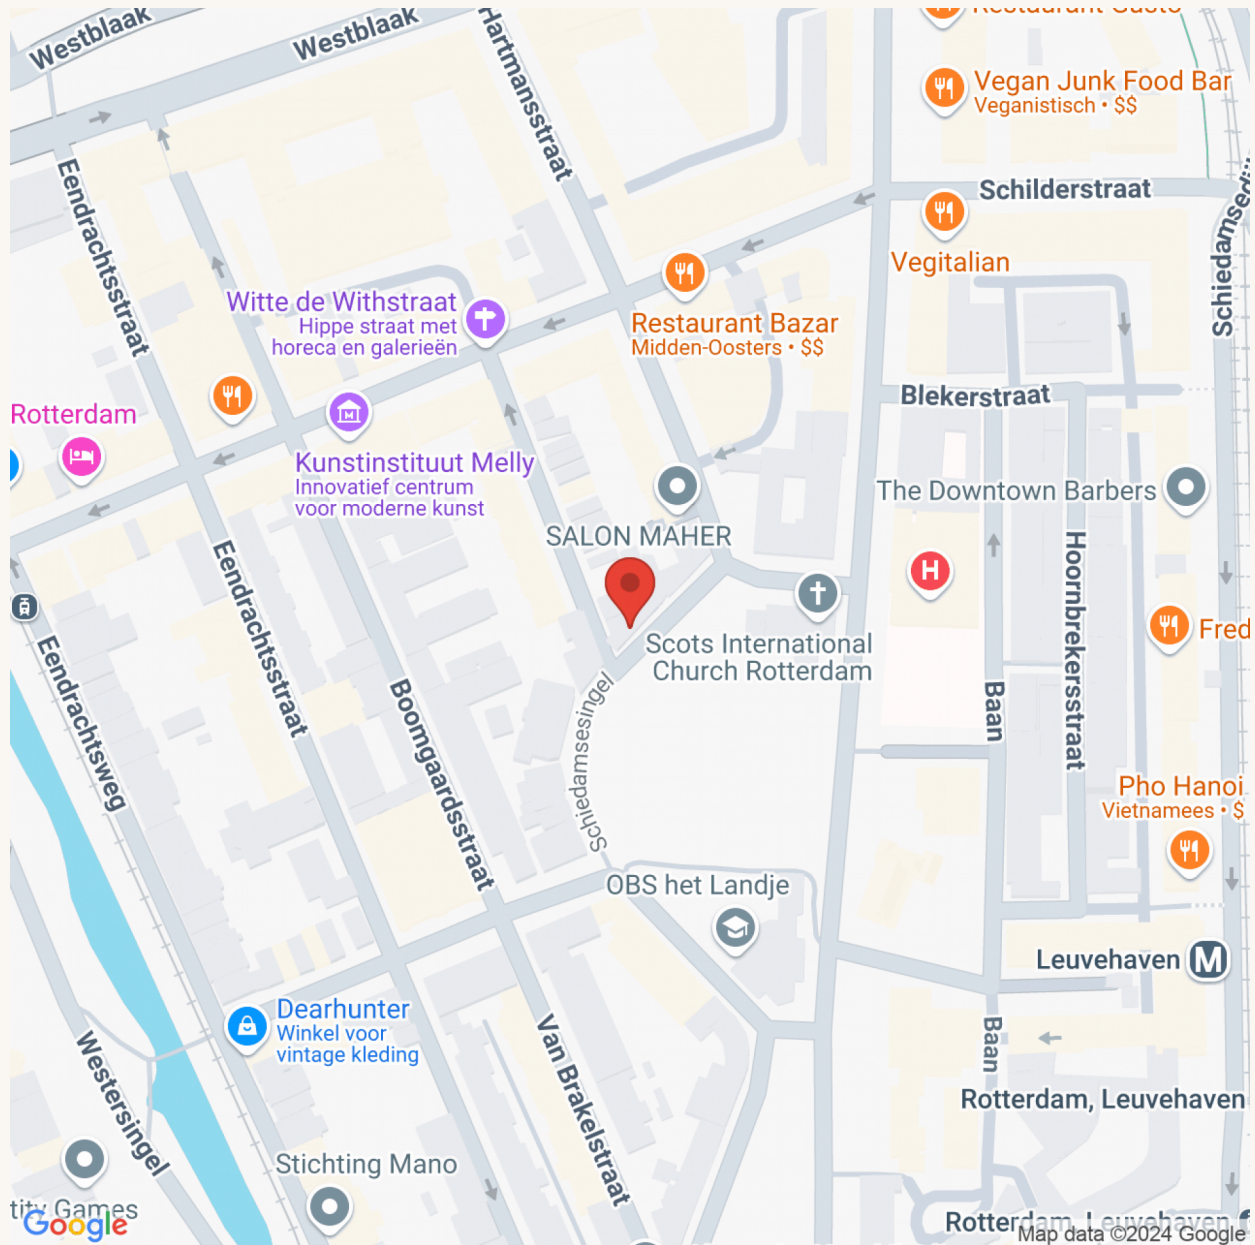 Westblaak
Westblaak
Hartmansstraat
Vegan Junk Food Bar
Veganistisch • $$
Schilderstraat
Eendrachtsstraat
Vegitalian
Witte de Withstraat
Hippe straat met
horeca en galerieën
Restaurant Bazar
Midden-Oosters • $$
Blekerstraat
Rotterdam
Kunstinstituut Melly
Innovatief centrum
voor moderne kunst
The Downtown Barbers
SALON MAHER
H
Hoornbrekersstraat
Scots International
Church Rotterdam
Fred
Eendrachtsweg
Eendrachtsstraat
Boomgaardsstraat
Schiedamsesingel
Baan
Pho Hanoi
Vietnamees • $
OBS het Landje
Leuvehaven M
Dearhunter
Winkel voor
vintage kleding
Westersingel
Van Brakelstraat
Baan
Rotterdam, Leuvehaven
Stichting Mano
tity Games
Google
Rotterdam, Leuvehaven
Map data ©2024 Google